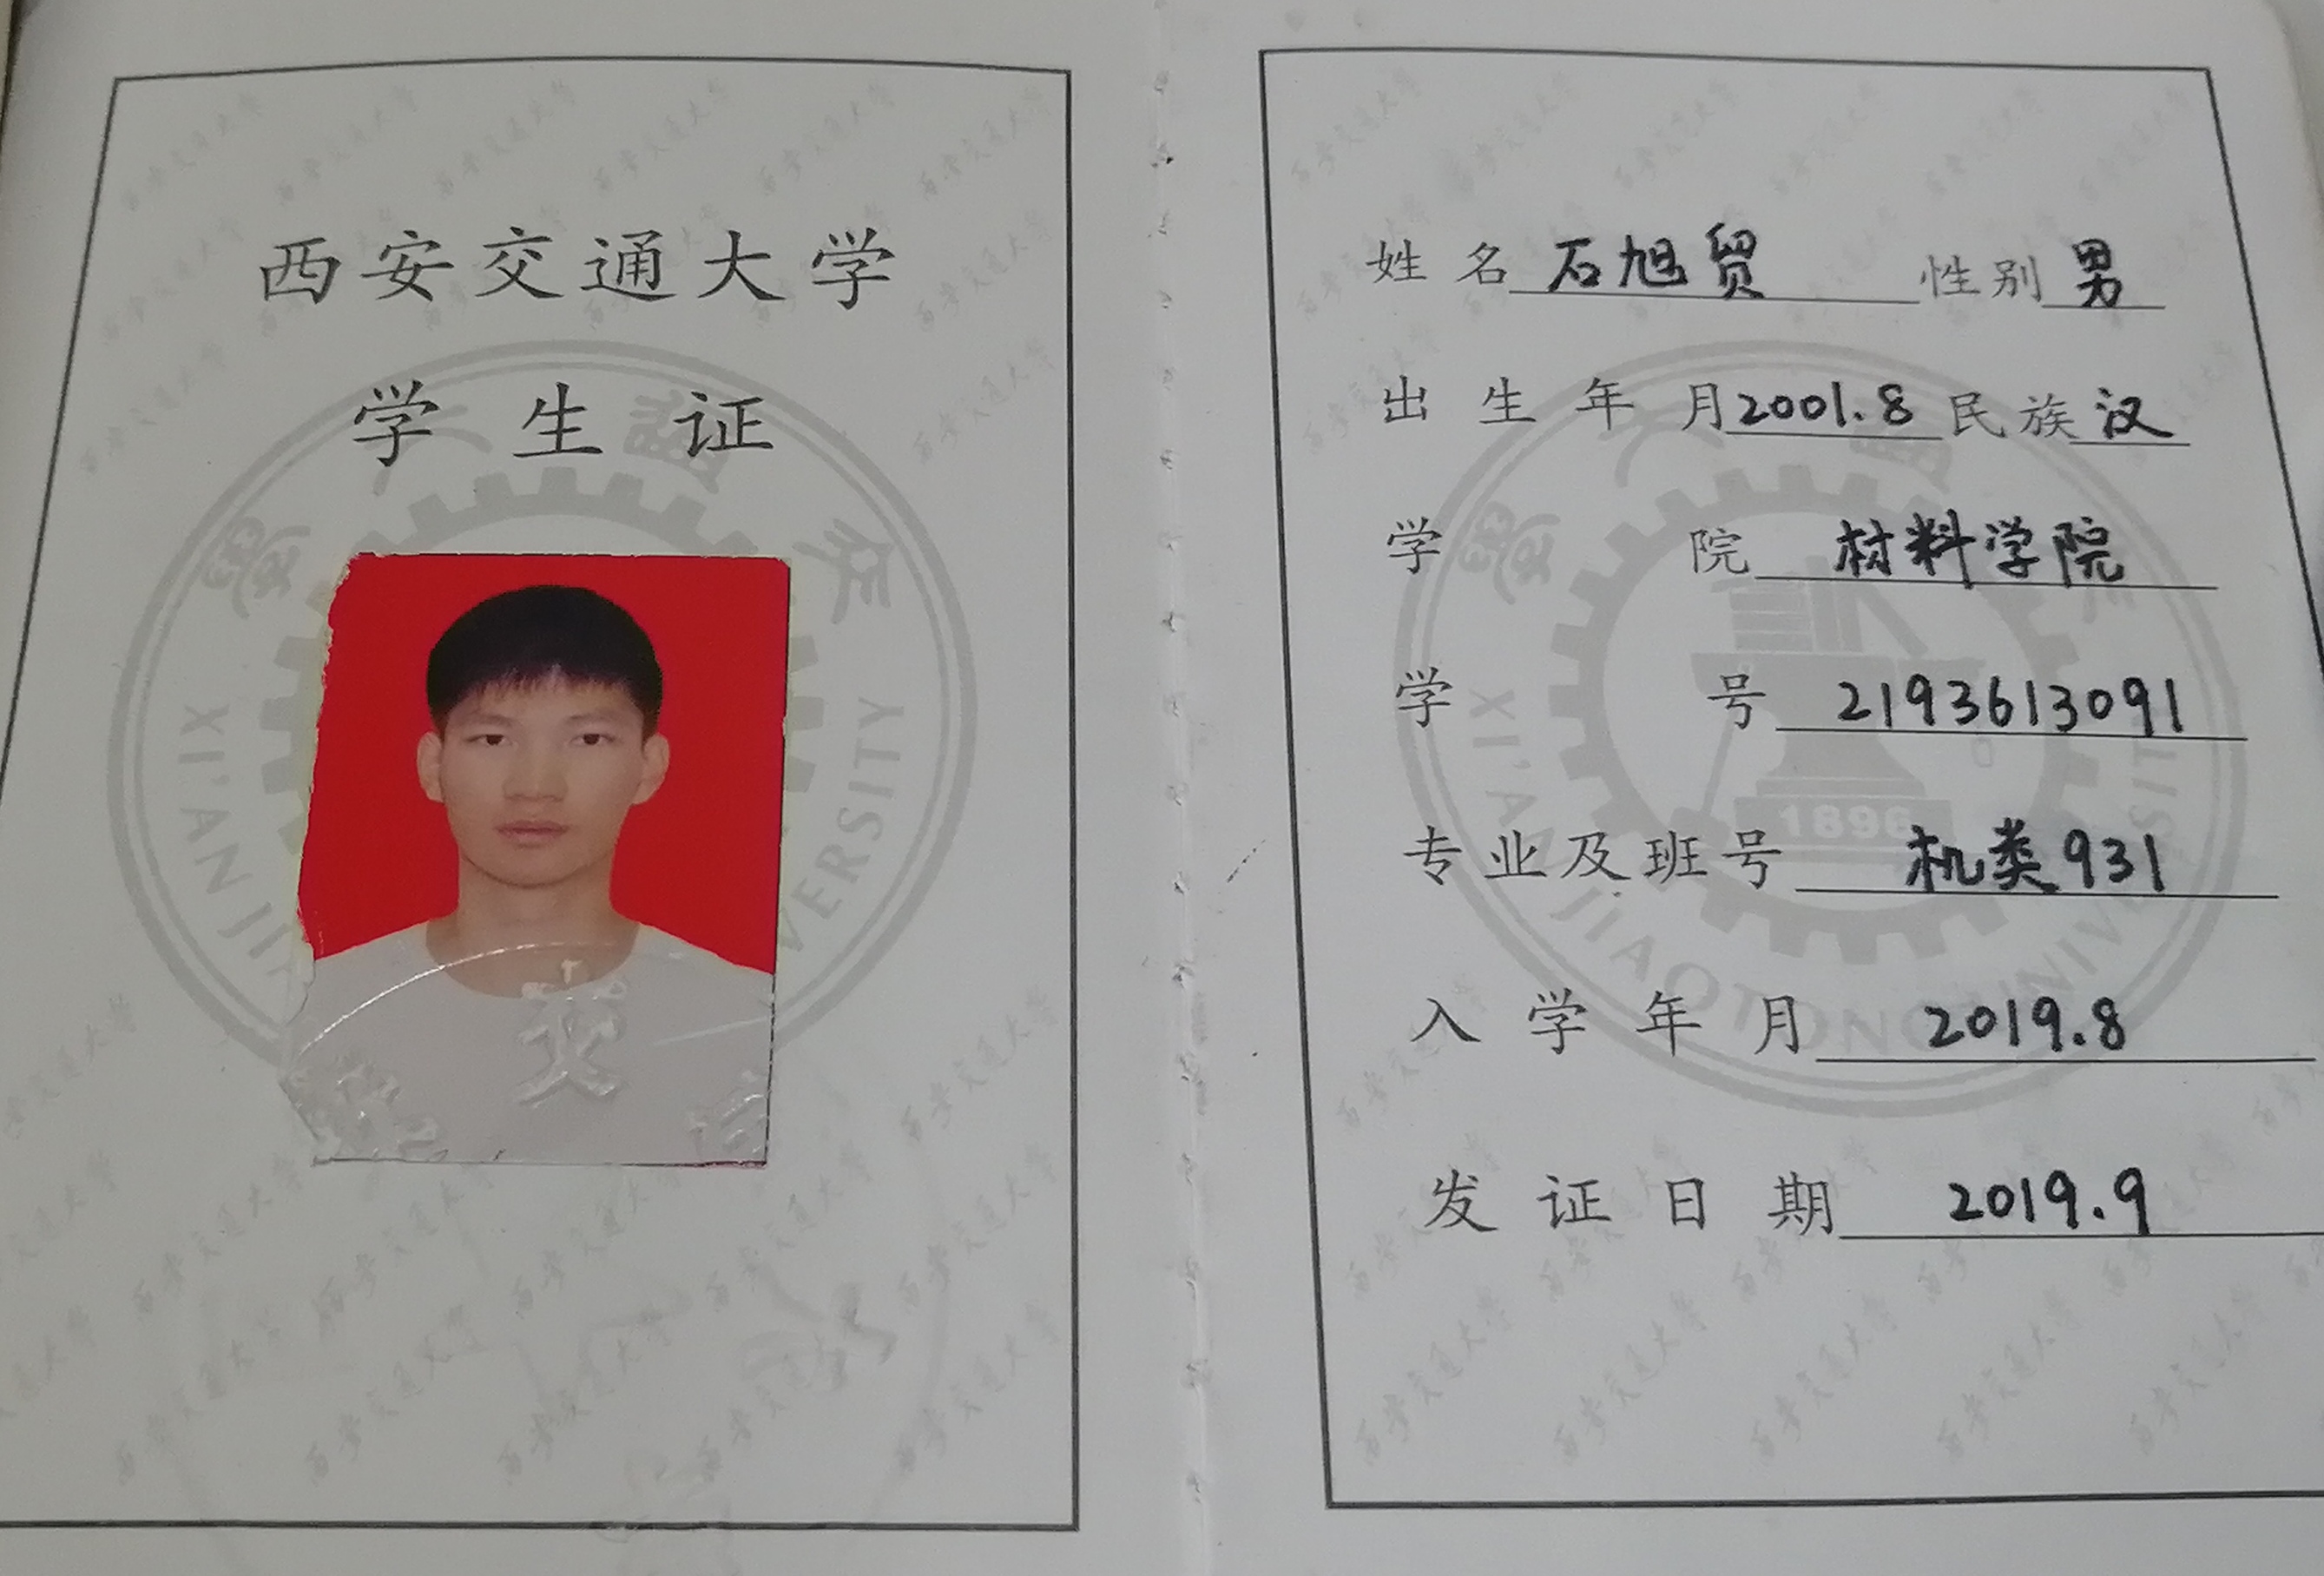 西安交通大学
学生证
XI'AN JIAOTONG UNIVERSITY
姓名 石旭贸 性别 男
出生年月 2001.8 民族 汉
学院 材料学院
学号 2193613091
1896
专业及班号 机类931
入学年月 2019.8
发证日期 2019.9
XI'AN JIAOTONG UNIVERSITY